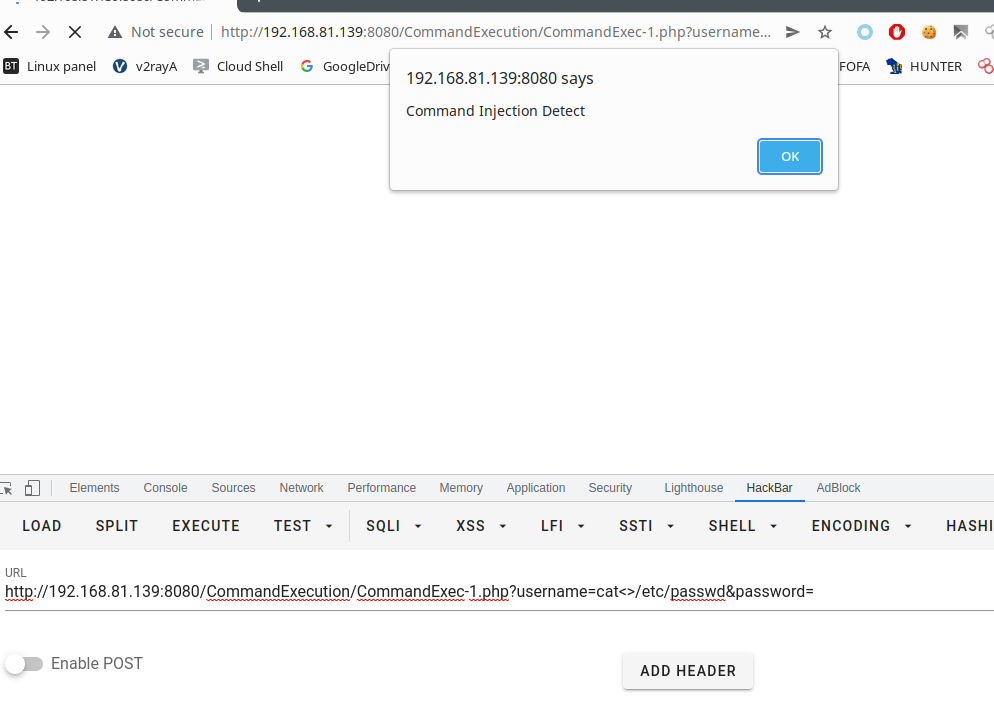 Not secure
http://192.168.81.139:8080/CommandExecution/CommandExec-1.php?username...
BT Linux panel
v2rayA
Cloud Shell
GoogleDriv
FOFA
HUNTER
192.168.81.139:8080 says
Command Injection Detect
OK
Elements Console Sources Network Performance Memory Application Security Lighthouse HackBar AdBlock
LOAD SPLIT EXECUTE TEST SQLI XSS LFI SSTI SHELL ENCODING HASHI
URL
http://192.168.81.139:8080/CommandExecution/CommandExec-1.php?username=cat<>/etc/passwd&password=
Enable POST
ADD HEADER